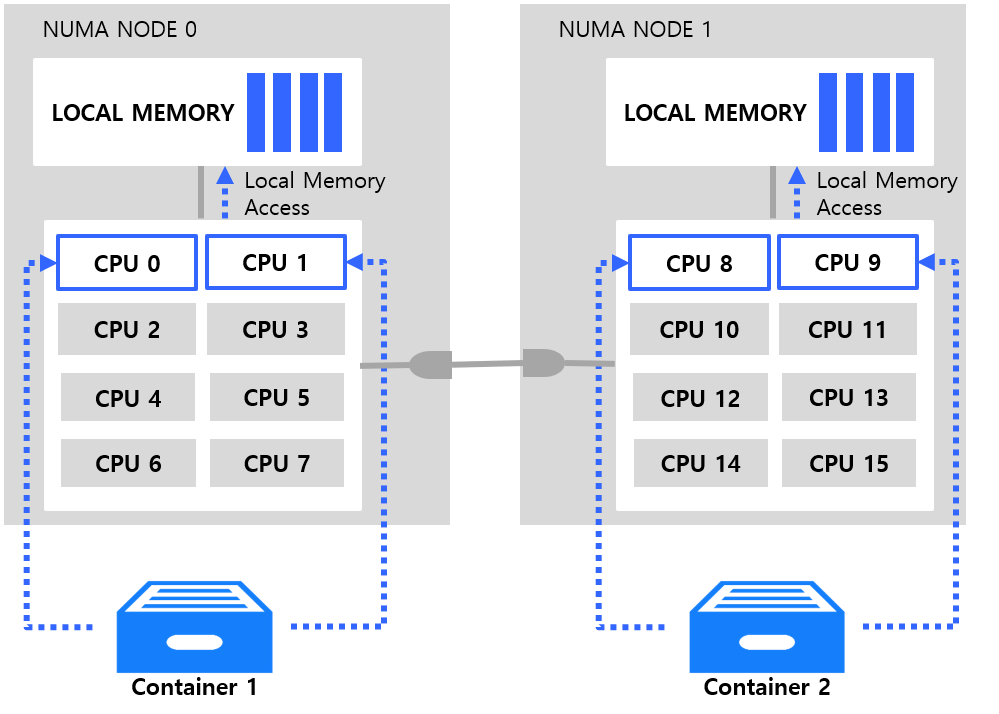 NUMA NODE 0
LOCAL MEMORY
Local Memory
Access
CPU 0
CPU 1
CPU 2
CPU 3
CPU 4
CPU 5
CPU 6
CPU 7
Container 1
NUMA NODE 1
LOCAL MEMORY
Local Memory
Access
CPU 8
CPU 9
CPU 10
CPU 11
CPU 12
CPU 13
CPU 14
CPU 15
Container 2